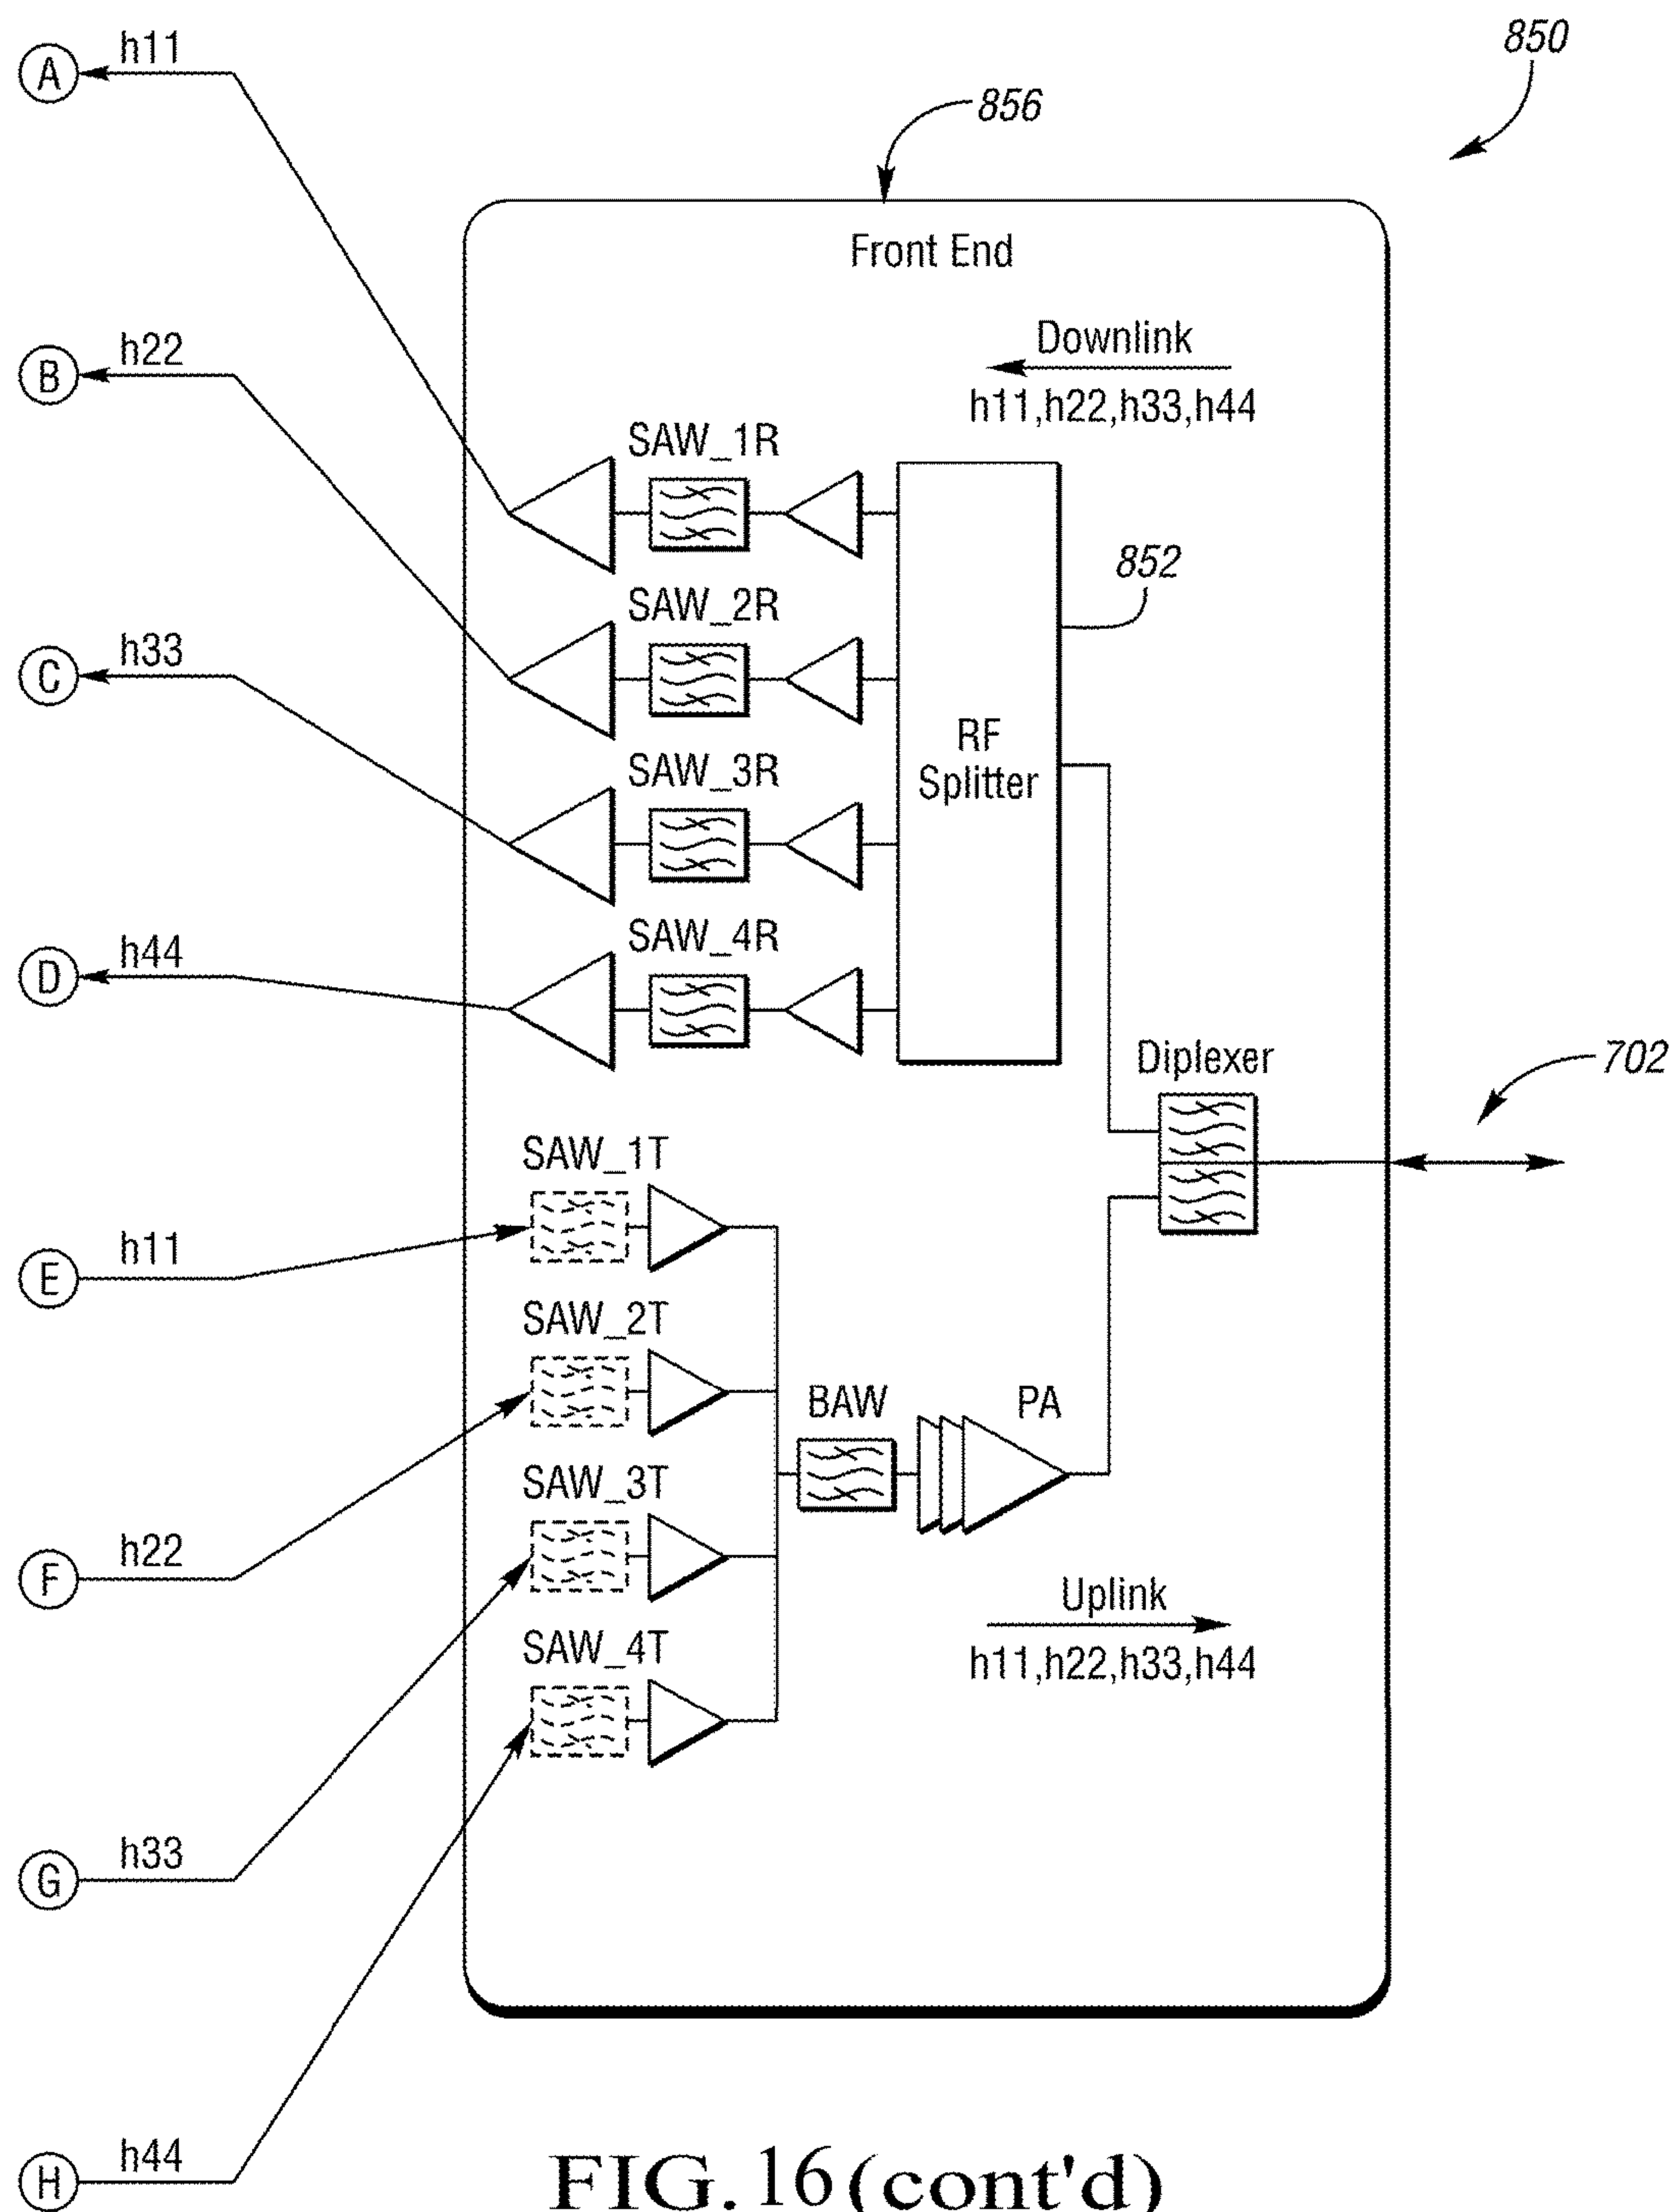 850
h11
A
856
Front End
Downlink
h11,h22,h33,h44
h22
B
SAW_1R
852
SAW_2R
h33
C
RF
Splitter
SAW_3R
SAW_4R
h44
D
Diplexer
702
SAW_1T
h11
E
SAW_2T
BAW
PA
SAW_3T
h22
F
Uplink
h11,h22,h33,h44
SAW_4T
h33
G
h44
H
FIG.16 (cont'd)